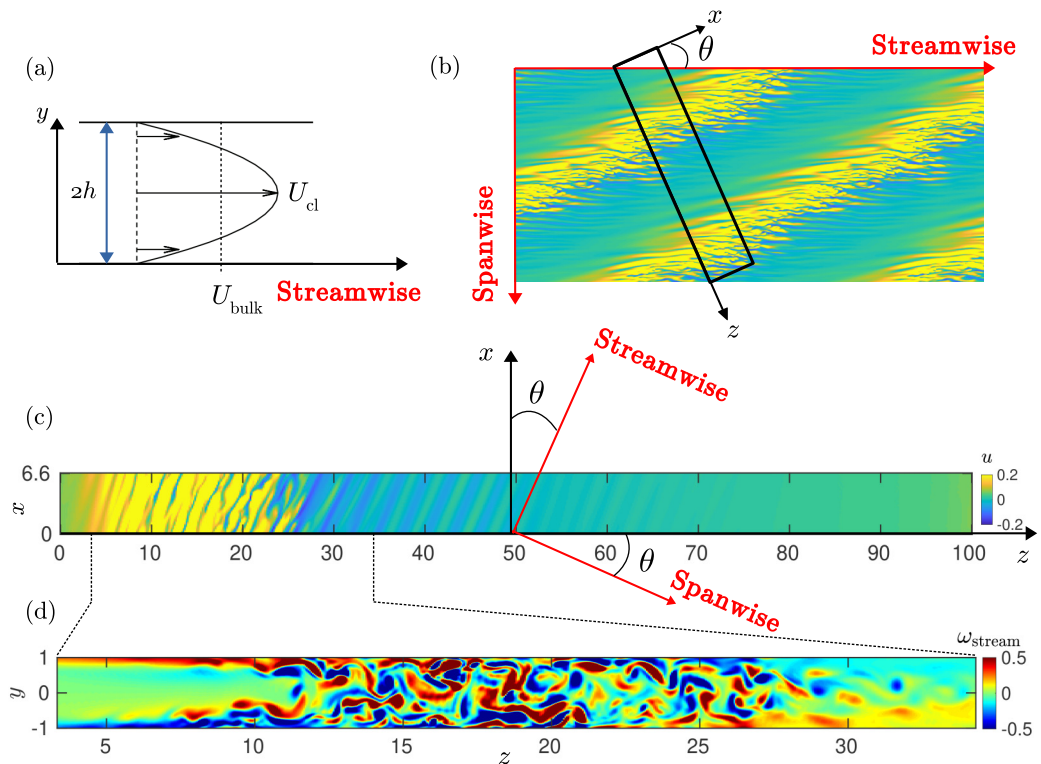 (a)
y
2h
U_cl
U_bulk
Streamwise
(b)
x
θ
Streamwise
Spanwise
z
(c)
x
θ
Streamwise
6.6
x
0
0 10 20 30 40 50 60 70 80 90 100
z
θ
Spanwise
u
0.2
0
-0.2
(d)
ω_stream
1
y
0
-1
5 10 15 20 25 30
z
0.5
0
-0.5